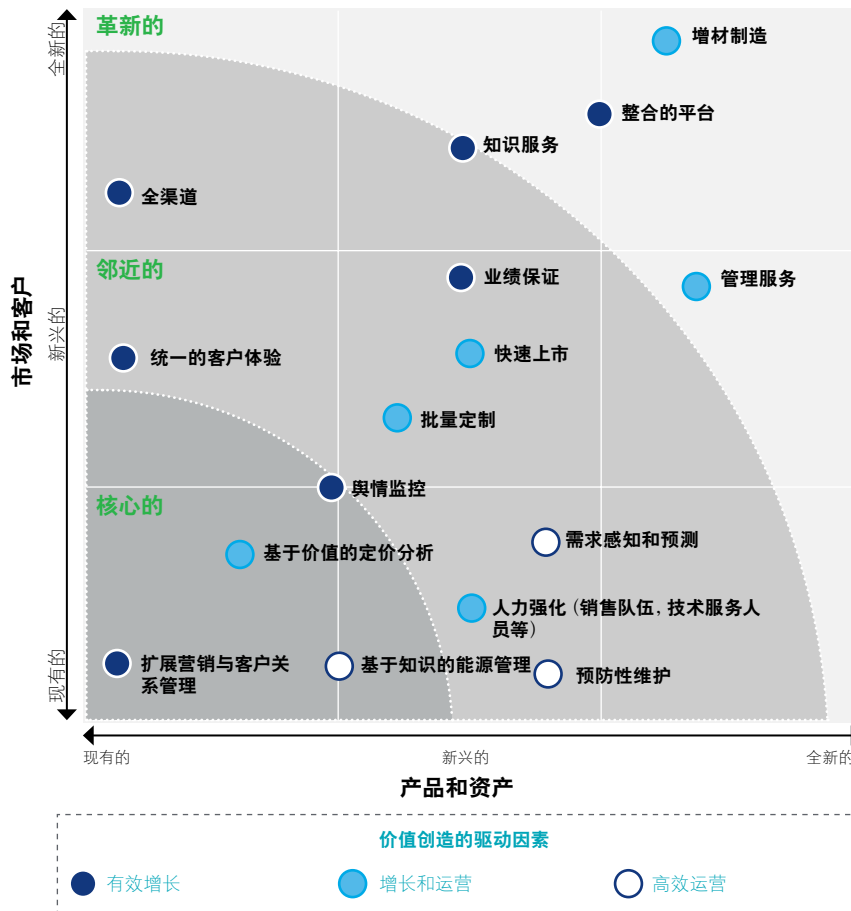 革新的
全新的
增材制造
整合的平台
知识服务
全渠道
邻近的
业绩保证
管理服务
市场和客户
新兴的
统一的客户体验
快速上市
批量定制
舆情监控
核心的
需求感知和预测
基于价值的定价分析
人力强化（销售队伍，技术服务人
员等）
现有的
扩展营销与客户关
系管理
基于知识的能源管理
预防性维护
现有的
新兴的
全新的
产品和资产
价值创造的驱动因素
有效增长
增长和运营
高效运营